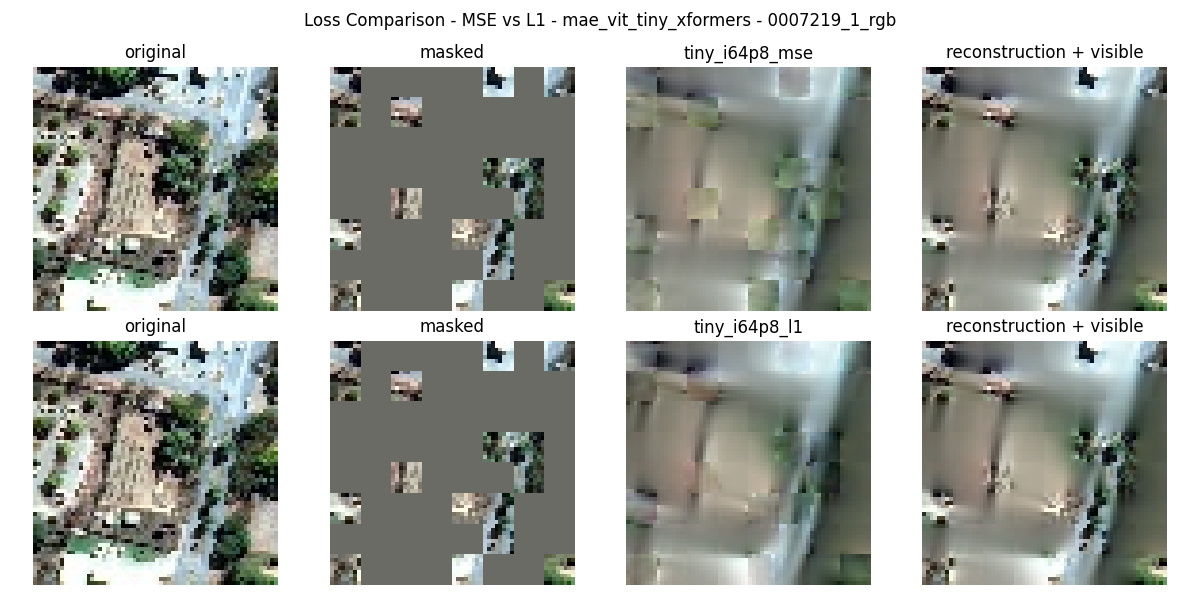 Loss Comparison - MSE vs L1 - mae_vit_tiny_xformers - 0007219_1_rgb
original
masked
tiny_i64p8_mse
reconstruction + visible
original
masked
tiny_i64p8_l1
reconstruction + visible